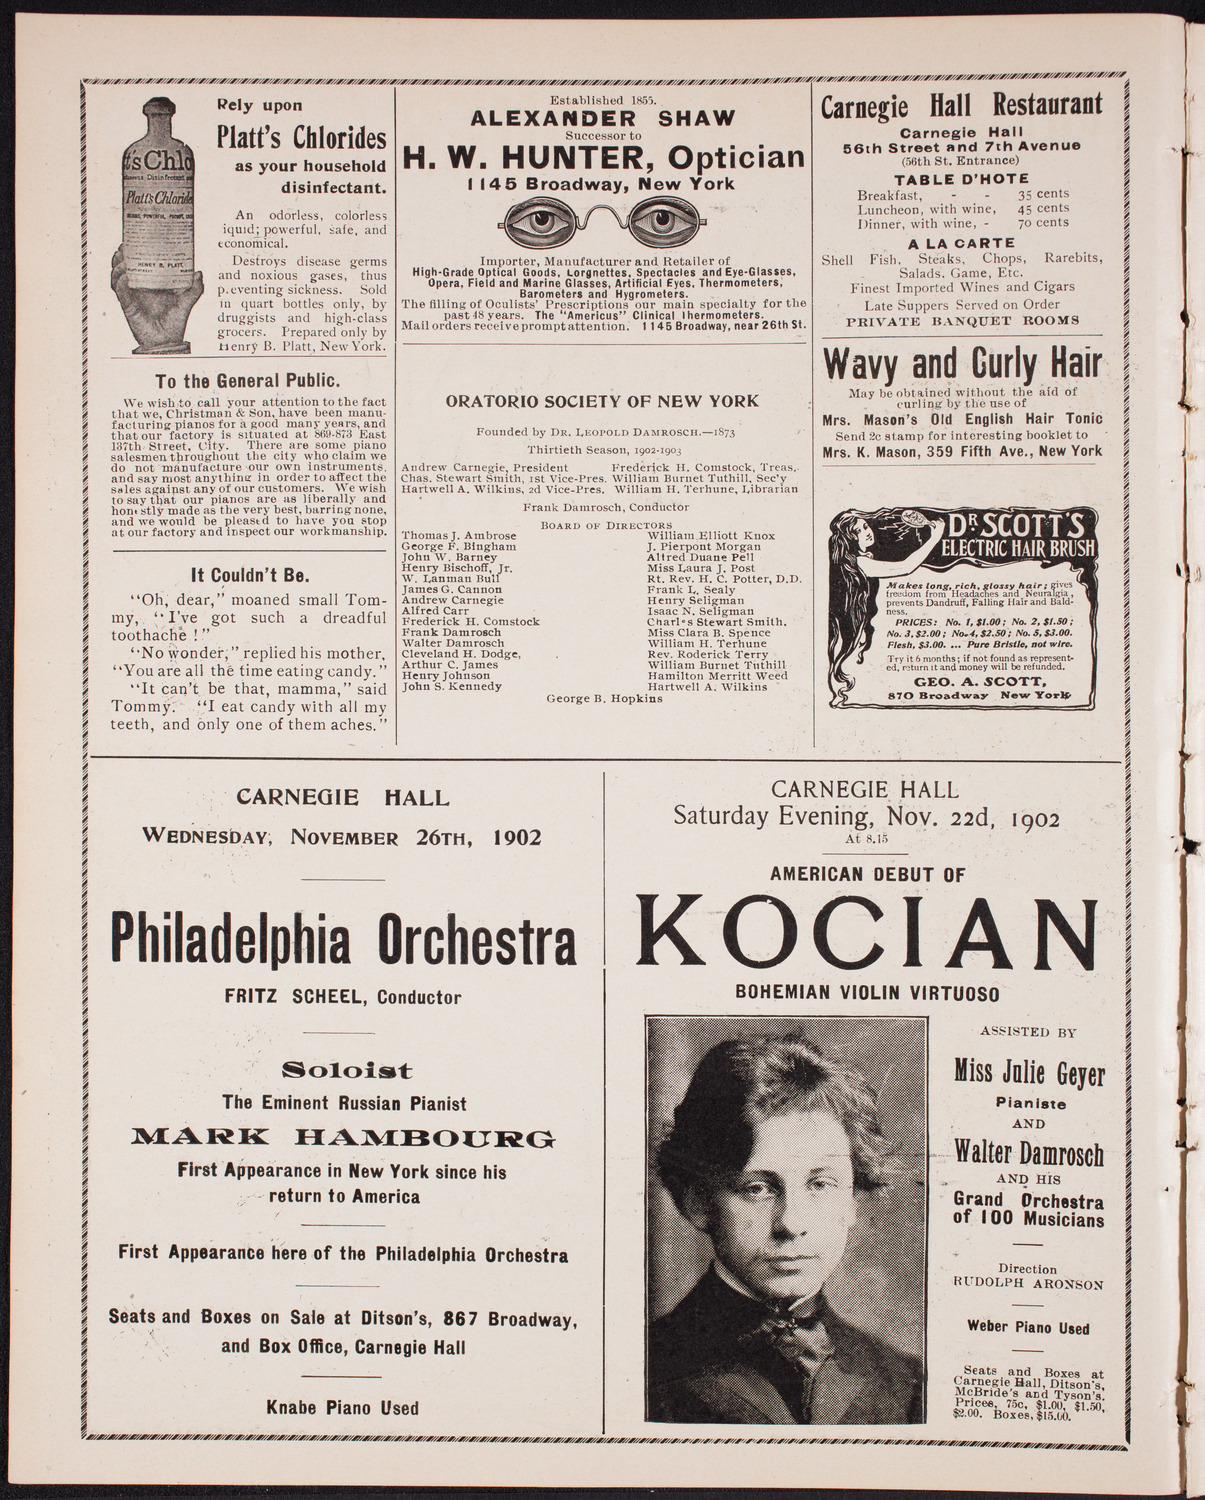 Rely upon
Platt's Chlorides
as your household
disinfectant.
t's Chlo
Platt's Chloride
HENRY B. PLATT
An odorless, colorless
iquid; powerful, safe, and
economical.
Destroys disease germs
and noxious gases, thus
p.eventing sickness. Sold
in quart bottles only, by
druggists and high-class
grocers. Prepared only by
Henry B. Platt, New York.
To the General Public.
We wish to call your attention to the fact
that we, Christman & Son, have been manu-
facturing pianos for a good many years, and
that our factory is situated at 869-873 East
137th Street, City. There are some piano
salesmen throughout the city who claim we
do not manufacture our own instruments,
and say most anything in order to affect the
sales against any of our customers. We wish
to say that our pianos are as liberally and
honestly made as the very best, barring none,
and we would be pleased to have you stop
at our factory and inspect our workmanship.
It Couldn't Be.
"Oh, dear," moaned small Tom-
my, "I've got such a dreadful
toothache!"
"No wonder," replied his mother,
"You are all the time eating candy."
"It can't be that, mamma," said
Tommy. "I eat candy with all my
teeth, and only one of them aches."
Established 1855.
ALEXANDER SHAW
Successor to
H. W. HUNTER, Optician
1145 Broadway, New York
Importer, Manufacturer and Retailer of
High-Grade Optical Goods, Lorgnettes, Spectacles and Eye-Glasses,
Opera, Field and Marine Glasses, Artificial Eyes, Thermometers,
Barometers and Hygrometers.
The filling of Oculists' Prescriptions our main specialty for the
past 48 years. The "Americus" Clinical Thermometers.
Mail orders receive prompt attention. 1145 Broadway, near 26th St.
ORATORIO SOCIETY OF NEW YORK
Founded by DR. LEOPOLD DAMROSCH.—1873
Thirtieth Season, 1902-1903
Andrew Carnegie, President Frederick H. Comstock, Treas.
Chas. Stewart Smith, 1st Vice-Pres. William Burnet Tuthill, Sec'y
Hartwell A. Wilkins, 2d Vice-Pres. William H. Terhune, Librarian
Frank Damrosch, Conductor
BOARD OF DIRECTORS
Thomas J. Ambrose William Elliott Knox
George F. Bingham J. Pierpont Morgan
John W. Barney Alfred Duane Pell
Henry Bischoff, Jr. Miss Laura J. Post
W. Lanman Bull Rt. Rev. H. C. Potter, D.D.
James G. Cannon Frank L. Sealy
Andrew Carnegie Henry Seligman
Alfred Carr Isaac N. Seligman
Frederick H. Comstock Charles Stewart Smith.
Frank Damrosch Miss Clara B. Spence
Walter Damrosch William H. Terhune
Cleveland H. Dodge, Rev. Roderick Terry
Arthur C. James William Burnet Tuthill
Henry Johnson Hamilton Merritt Weed
John S. Kennedy Hartwell A. Wilkins
George B. Hopkins
Carnegie Hall Restaurant
Carnegie Hall
56th Street and 7th Avenue
(56th St. Entrance)
TABLE D'HOTE
Breakfast, - - 35 cents
Luncheon, with wine, 45 cents
Dinner, with wine, - 70 cents
A LA CARTE
Shell Fish, Steaks, Chops, Rarebits,
Salads. Game, Etc.
Finest Imported Wines and Cigars
Late Suppers Served on Order
PRIVATE BANQUET ROOMS
Wavy and Curly Hair
May be obtained without the aid of
curling by the use of
Mrs. Mason's Old English Hair Tonic
Send 2c stamp for interesting booklet to
Mrs. K. Mason, 359 Fifth Ave., New York
DR. SCOTT'S
ELECTRIC HAIR BRUSH
Makes long, rich, glossy hair; gives
freedom from Headaches and Neuralgia,
prevents Dandruff, Falling Hair and Bald-
ness.
PRICES: No. 1, $1.00; No. 2, $1.50;
No. 3, $2.00; No. 4, $2.50; No. 5, $3.00.
Flesh, $3.00. ... Pure Bristle, not wire.
Try it 6 months; if not found as represent-
ed, return it and money will be refunded.
GEO. A. SCOTT,
870 Broadway New York
CARNEGIE HALL
WEDNESDAY, NOVEMBER 26TH, 1902
Philadelphia Orchestra
FRITZ SCHEEL, Conductor
Soloist
The Eminent Russian Pianist
MARK HAMBOURG
First Appearance in New York since his
return to America
First Appearance here of the Philadelphia Orchestra
Seats and Boxes on Sale at Ditson's, 867 Broadway,
and Box Office, Carnegie Hall
Knabe Piano Used
CARNEGIE HALL
Saturday Evening, Nov. 22d, 1902
At 8.15
AMERICAN DEBUT OF
KOCIAN
BOHEMIAN VIOLIN VIRTUOSO
ASSISTED BY
Miss Julie Geyer
Pianiste
AND
Walter Damrosch
AND HIS
Grand Orchestra
of 100 Musicians
Direction
RUDOLPH ARONSON
Weber Piano Used
Seats and Boxes at
Carnegie Hall, Ditson's,
McBride's and Tyson's.
Prices, 75c, $1.00, $1.50,
$2.00. Boxes, $15.00.